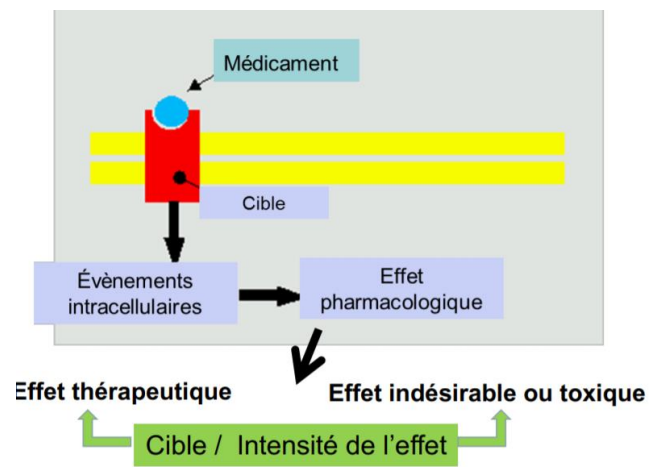 Médicament
Cible
Évènements
intracellulaires
Effet
pharmacologique
Effet thérapeutique
Effet indésirable ou toxique
Cible / Intensité de l'effet